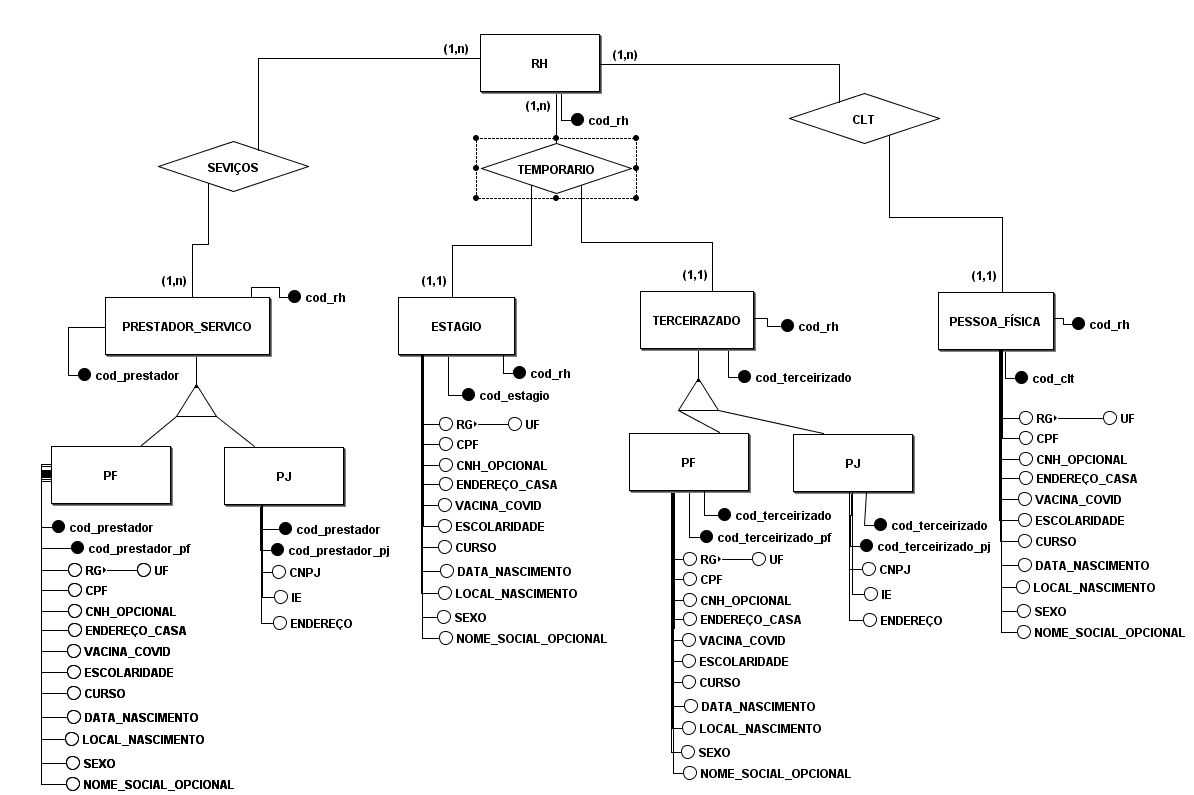 RH
(1,n)
(1,n)
(1,n)
cod_rh
SEVIÇOS
TEMPORARIO
CLT
(1,n)
PRESTADOR_SERVICO
cod_rh
cod_prestador
PF
cod_prestador
cod_prestador_pf
RG
UF
CPF
CNH_OPCIONAL
ENDEREÇO_CASA
VACINA_COVID
ESCOLARIDADE
CURSO
DATA_NASCIMENTO
LOCAL_NASCIMENTO
SEXO
NOME_SOCIAL_OPCIONAL
PJ
cod_prestador
cod_prestador_pj
CNPJ
IE
ENDEREÇO
(1,1)
ESTAGIO
cod_rh
cod_estagio
RG
UF
CPF
CNH_OPCIONAL
ENDEREÇO_CASA
VACINA_COVID
ESCOLARIDADE
CURSO
DATA_NASCIMENTO
LOCAL_NASCIMENTO
SEXO
NOME_SOCIAL_OPCIONAL
(1,1)
TERCEIRAZADO
cod_rh
cod_terceirizado
PF
cod_terceirizado
cod_terceirizado_pf
RG
UF
CPF
CNH_OPCIONAL
ENDEREÇO_CASA
VACINA_COVID
ESCOLARIDADE
CURSO
DATA_NASCIMENTO
LOCAL_NASCIMENTO
SEXO
NOME_SOCIAL_OPCIONAL
PJ
cod_terceirizado
cod_terceirizado_pj
CNPJ
IE
ENDEREÇO
(1,1)
PESSOA_FÍSICA
cod_rh
cod_clt
RG
UF
CPF
CNH_OPCIONAL
ENDEREÇO_CASA
VACINA_COVID
ESCOLARIDADE
CURSO
DATA_NASCIMENTO
LOCAL_NASCIMENTO
SEXO
NOME_SOCIAL_OPCIONAL